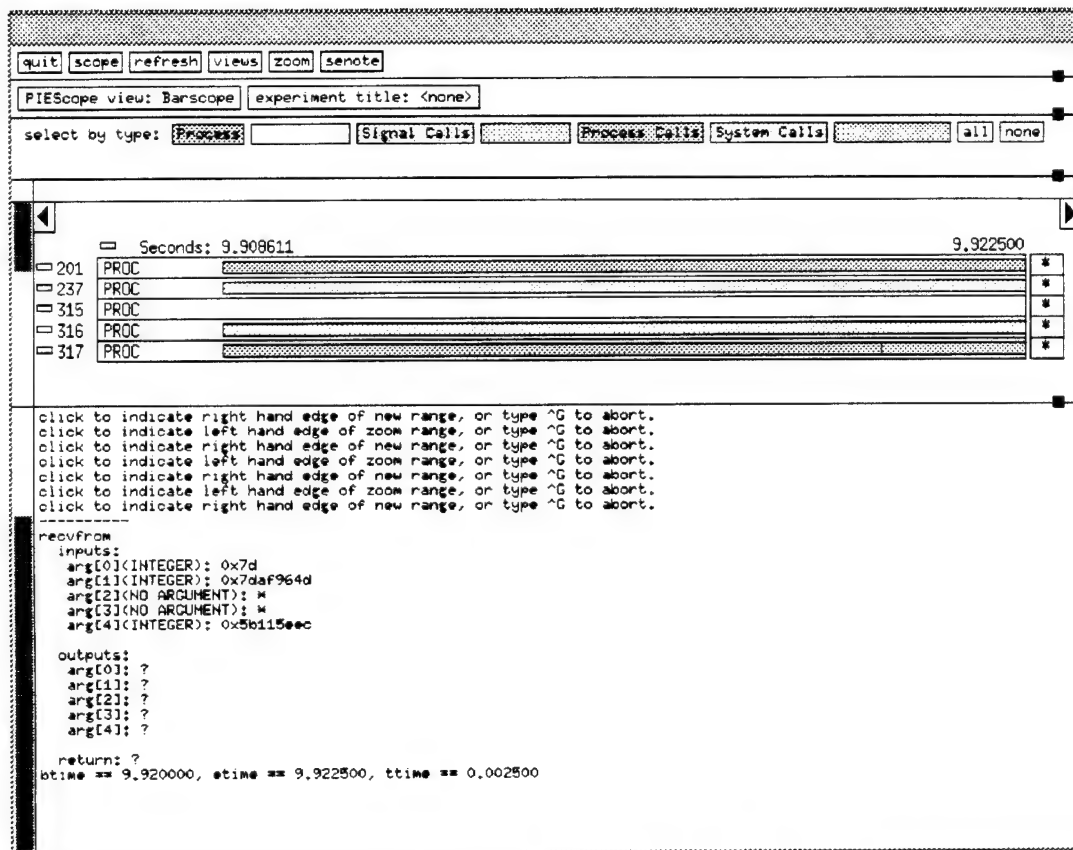 quit scope refresh views zoom senote
PIEScope view: Barscope experiment title: <none>
select by type: Process Signal Calls Process Calls System Calls all none
Seconds: 9.908611 9.922500
201 PROC *
237 PROC *
315 PROC *
316 PROC *
317 PROC *
click to indicate right hand edge of new range, or type ^G to abort.
click to indicate left hand edge of zoom range, or type ^G to abort.
click to indicate right hand edge of new range, or type ^G to abort.
click to indicate left hand edge of zoom range, or type ^G to abort.
click to indicate right hand edge of new range, or type ^G to abort.
click to indicate left hand edge of zoom range, or type ^G to abort.
click to indicate right hand edge of new range, or type ^G to abort.
-----------
recvfrom
inputs:
arg[0](INTEGER): 0x7d
arg[1](INTEGER): 0x7daf964d
arg[2](NO ARGUMENT): *
arg[3](NO ARGUMENT): *
arg[4](INTEGER): 0x5b115eec
outputs:
arg[0]: ?
arg[1]: ?
arg[2]: ?
arg[3]: ?
arg[4]: ?
return: ?
btime == 9.920000, etime == 9.922500, ttime == 0.002500